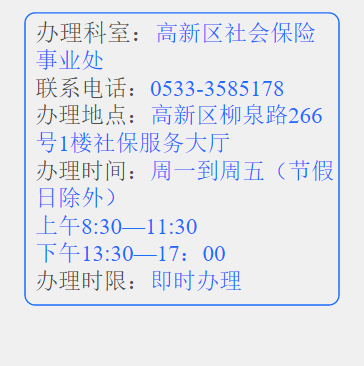 办理科室：高新区社会保险
事业处
联系电话：0533-3585178
办理地点：高新区柳泉路266
号1楼社保服务大厅
办理时间：周一到周五（节假
日除外）
上午8:30—11:30
下午13:30—17：00
办理时限：即时办理